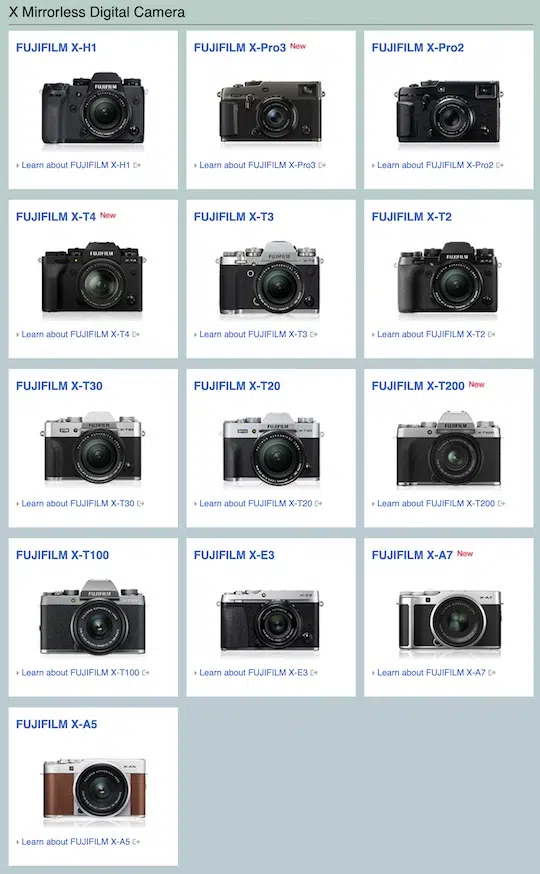 X Mirrorless Digital Camera
FUJIFILM X-H1
FUJIFILM X-Pro3 New
FUJIFILM X-Pro2
Learn about FUJIFILM X-H1
Learn about FUJIFILM X-Pro3
Learn about FUJIFILM X-Pro2
FUJIFILM X-T4 New
FUJIFILM X-T3
FUJIFILM X-T2
Learn about FUJIFILM X-T4
Learn about FUJIFILM X-T3
Learn about FUJIFILM X-T2
FUJIFILM X-T30
FUJIFILM X-T20
FUJIFILM X-T200 New
Learn about FUJIFILM X-T30
Learn about FUJIFILM X-T20
Learn about FUJIFILM X-T200
FUJIFILM X-T100
FUJIFILM X-E3
FUJIFILM X-A7 New
Learn about FUJIFILM X-T100
Learn about FUJIFILM X-E3
Learn about FUJIFILM X-A7
FUJIFILM X-A5
Learn about FUJIFILM X-A5